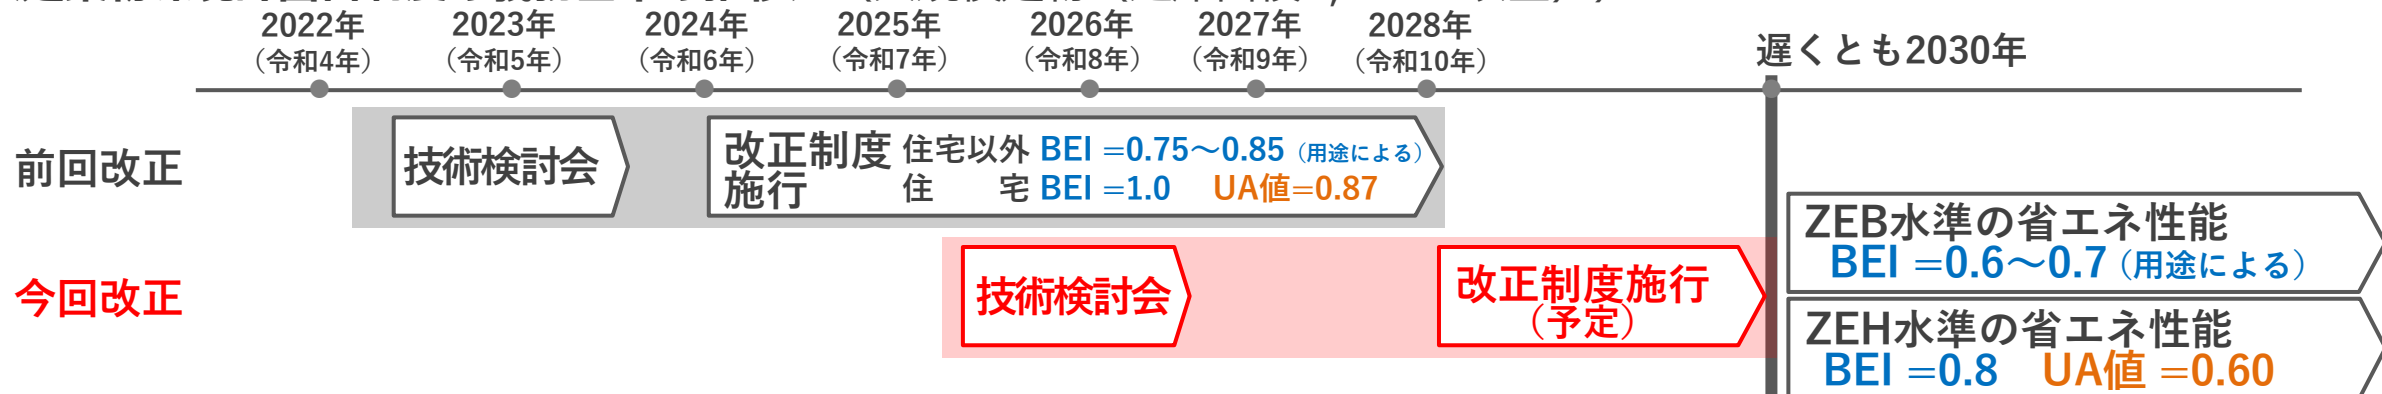 2022年 2023年 2024年 2025年 2026年 2027年 2028年
（令和4年） （令和5年） （令和6年） （令和7年） （令和8年） （令和9年） （令和10年）
遅くとも2030年
前回改正
技術検討会
改正制度施行
住宅以外 BEI =0.75～0.85（用途による）
住 宅 BEI =1.0 UA値=0.87
ZEB水準の省エネ性能
BEI =0.6～0.7（用途による）
今回改正
技術検討会
改正制度施行
（予定）
ZEH水準の省エネ性能
BEI =0.8 UA値 =0.60